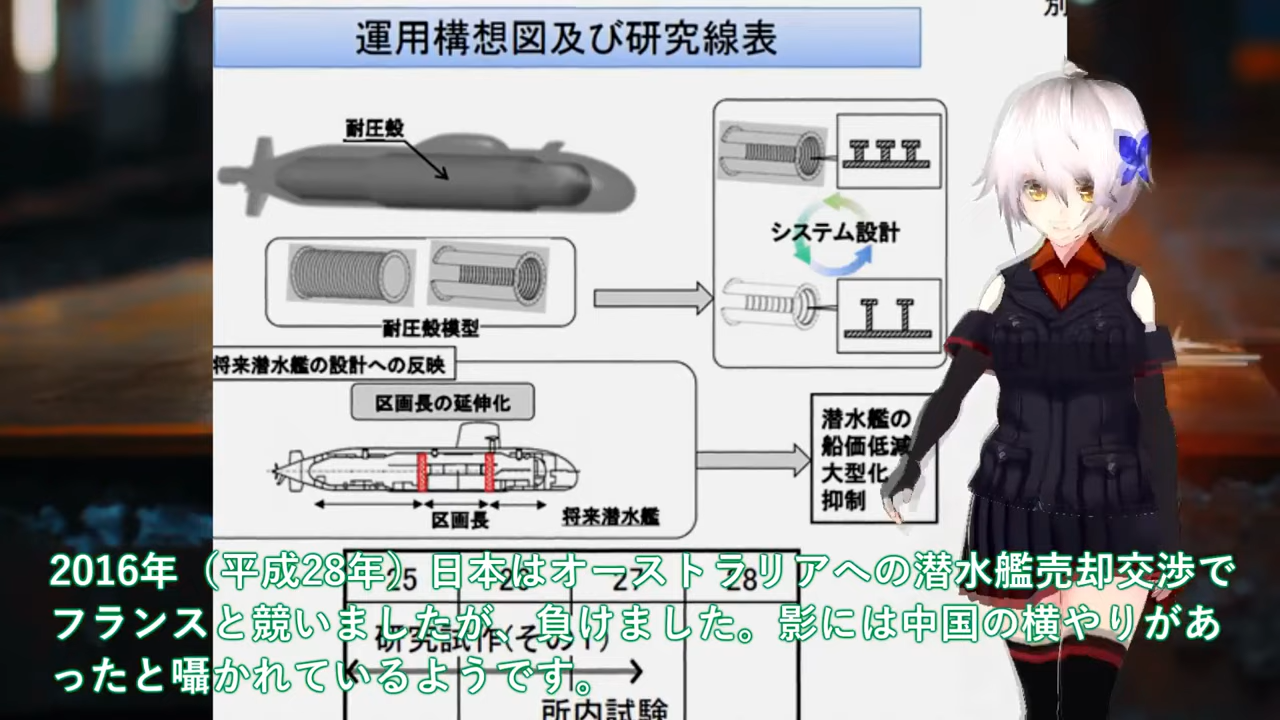 別
運用構想図及び研究線表
耐圧殻
システム設計
耐圧殻模型
将来潜水艦の設計への反映
区画長の延伸化
潜水艦の
船価低減
大型化
抑制
区画長
将来潜水艦
25 26 27 28
2016年（平成28年）日本はオーストラリアへの潜水艦売却交渉で
フランスと競いましたが、負けました。影には中国の横やりがあ
ったと囁かれているようです。
研究試作(その1)
所内試験